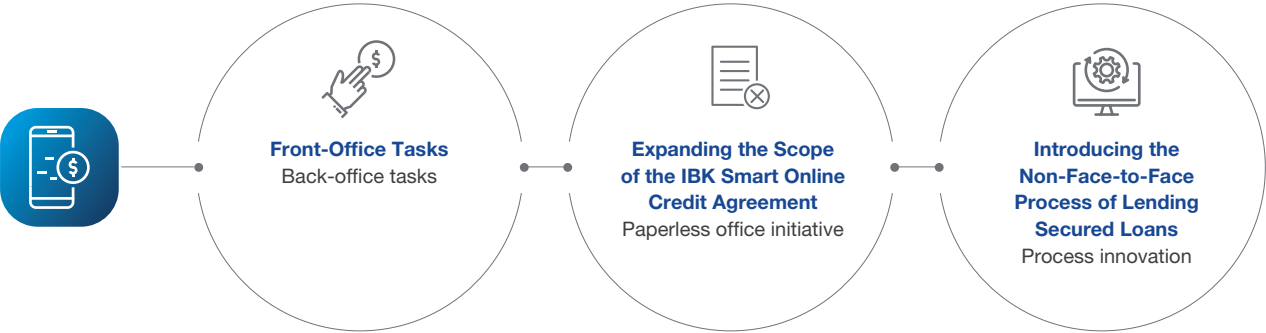 Front-Office Tasks
Back-office tasks
Expanding the Scope
of the IBK Smart Online
Credit Agreement
Paperless office initiative
Introducing the
Non-Face-to-Face
Process of Lending
Secured Loans
Process innovation